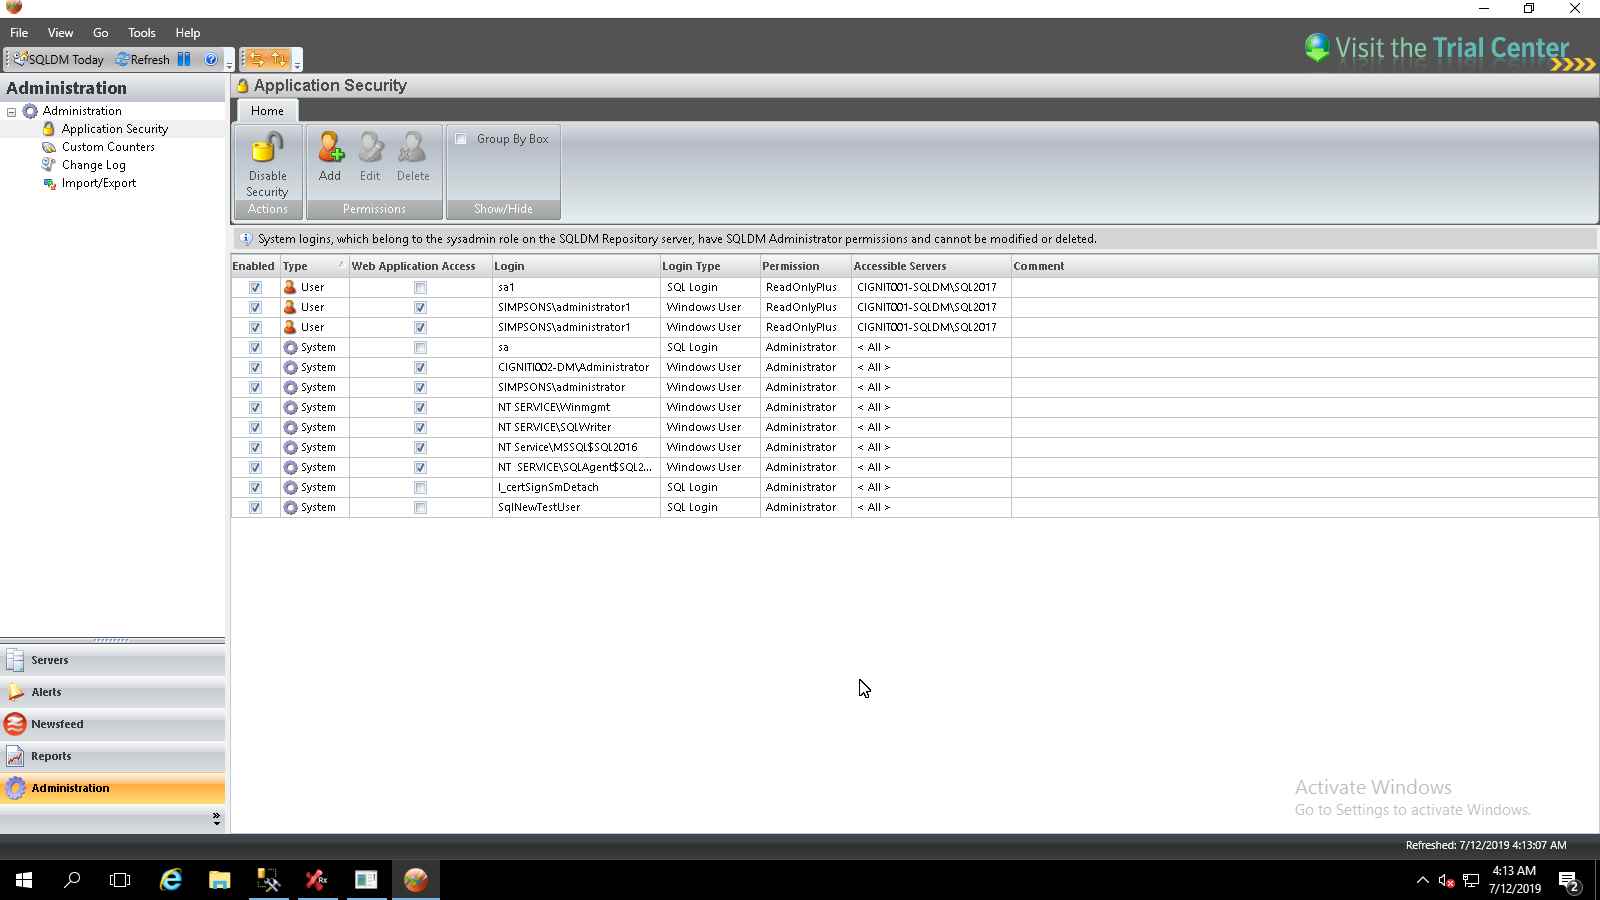 File View Go Tools Help
SQLDM Today Refresh
Visit the Trial Center
Administration
Administration
Application Security
Custom Counters
Change Log
Import/Export
Application Security
Home
Disable Security
Add Edit Delete
Group By Box
Actions Permissions Show/Hide
System logins, which belong to the sysadmin role on the SQLDM Repository server, have SQLDM Administrator permissions and cannot be modified or deleted.
Enabled Type Web Application Access Login Login Type Permission Accessible Servers Comment
User sa1 SQL Login ReadOnlyPlus CIGNITI001-SQLDM\SQL2017
User SIMPSONS\administrator1 Windows User ReadOnlyPlus CIGNITI001-SQLDM\SQL2017
User SIMPSONS\administrator1 Windows User ReadOnlyPlus CIGNITI001-SQLDM\SQL2017
System sa SQL Login Administrator < All >
System CIGNITI002-DM\Administrator Windows User Administrator < All >
System SIMPSONS\administrator Windows User Administrator < All >
System NT SERVICE\Winmgmt Windows User Administrator < All >
System NT SERVICE\SQLWriter Windows User Administrator < All >
System NT Service\MSSQL$SQL2016 Windows User Administrator < All >
System NT SERVICE\SQLAgent$SQL2... Windows User Administrator < All >
System l_certSignSmDetach SQL Login Administrator < All >
System SqlNewTestUser SQL Login Administrator < All >
Servers
Alerts
Newsfeed
Reports
Administration
Activate Windows
Go to Settings to activate Windows.
Refreshed: 7/12/2019 4:13:07 AM
4:13 AM
7/12/2019
2